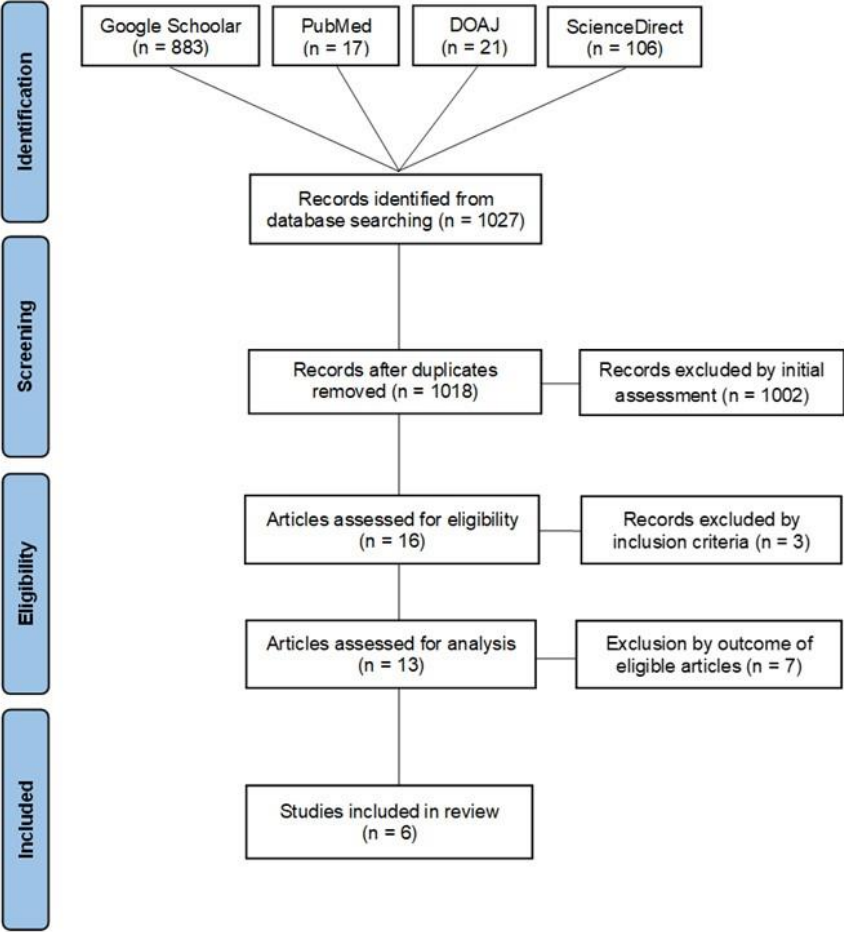 Google Schoolar
(n = 883)
PubMed
(n = 17)
DOAJ
(n = 21)
ScienceDirect
(n = 106)
Identification
Records identified from
database searching (n = 1027)
Screening
Records after duplicates
removed (n = 1018)
Records excluded by initial
assessment (n = 1002)
Eligibility
Articles assessed for eligibility
(n = 16)
Records excluded by
inclusion criteria (n = 3)
Articles assessed for analysis
(n = 13)
Exclusion by outcome of
eligible articles (n = 7)
Included
Studies included in review
(n = 6)